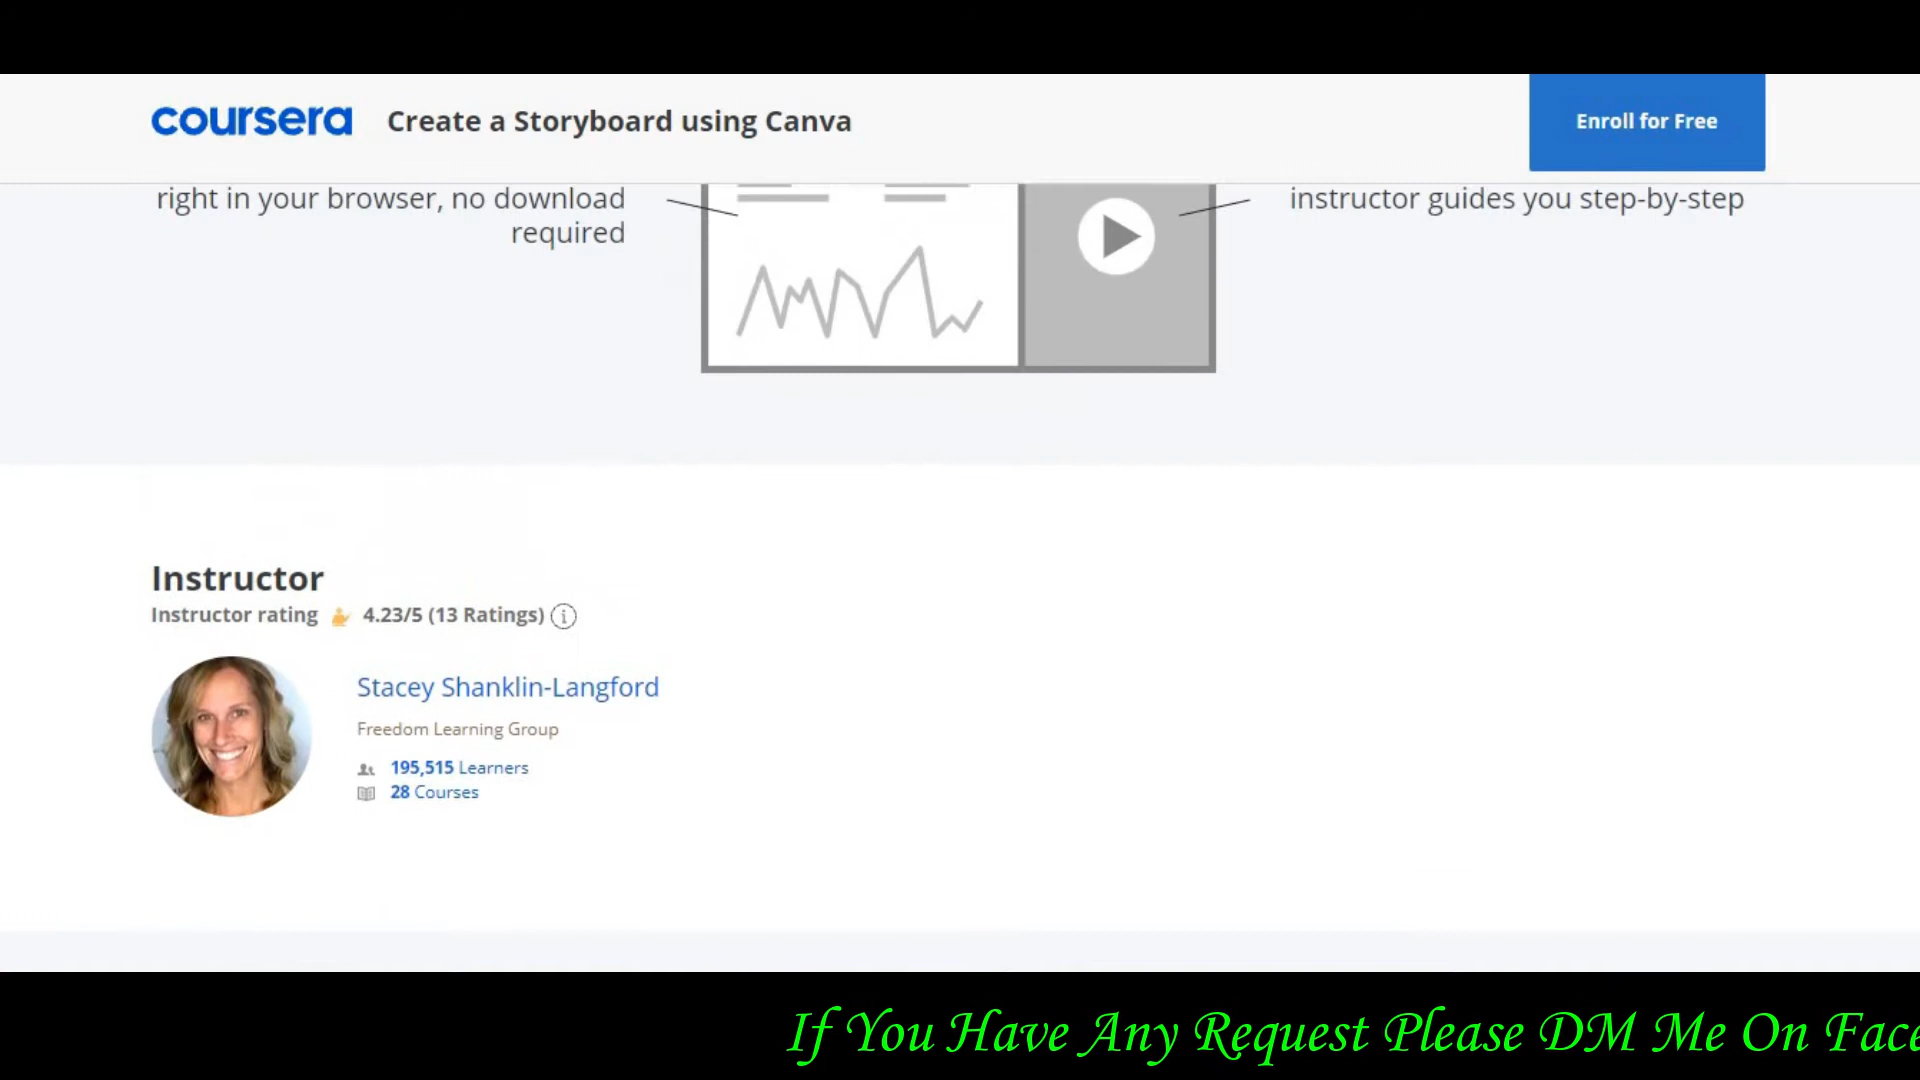 coursera
Create a Storyboard using Canva
Enroll for Free
right in your browser, no download
required
instructor guides you step-by-step
Instructor
Instructor rating 4.23/5 (13 Ratings)
Stacey Shanklin-Langford
Freedom Learning Group
195,515 Learners
28 Courses
If You Have Any Request Please DM Me On Face